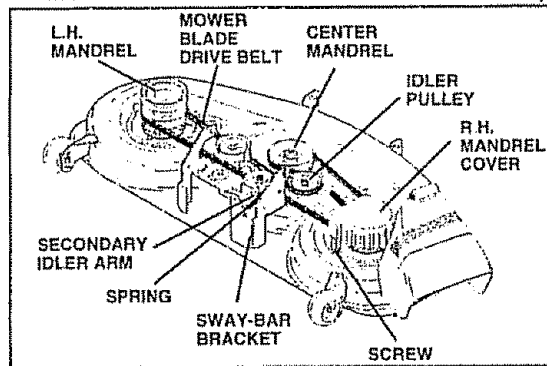 L.H.
MANDREL
MOWER
BLADE
DRIVE BELT
CENTER
MANDREL
IDLER
PULLEY
R.H.
MANDREL
COVER
SECONDARY
IDLER ARM
SPRING
SWAY-BAR
BRACKET
SCREW